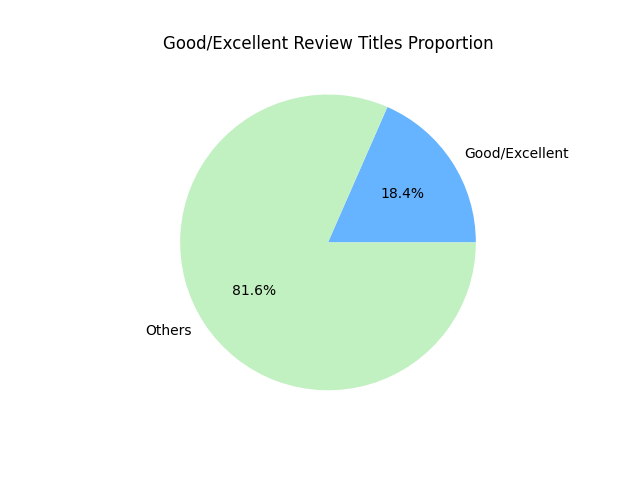 Good/Excellent Review Titles Proportion
Good/Excellent
18.4%
81.6%
Others